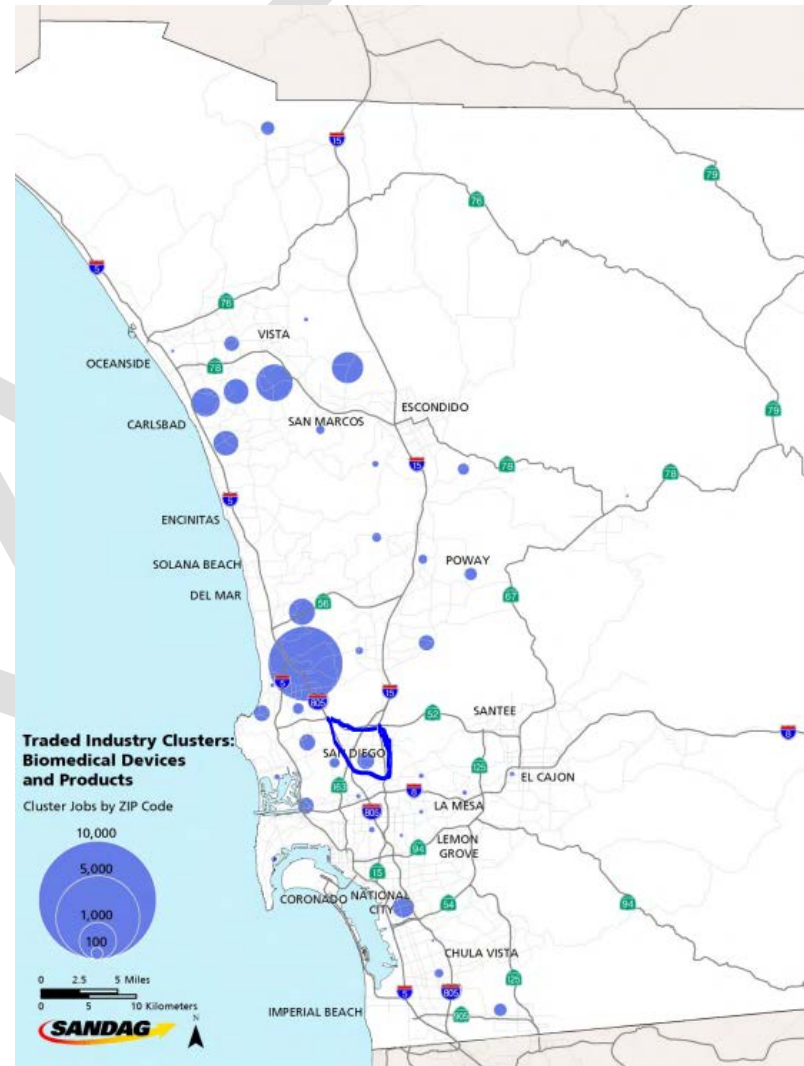 15
79
76
5
76
VISTA
OCEANSIDE
78
79
ESCONDIDO
CARLSBAD
SAN MARCOS
15
78
78
5
ENCINITAS
SOLANA BEACH
POWAY
DEL MAR
56
67
5
15
805
52
SANTEE
8
Traded Industry Clusters:
Biomedical Devices
and Products
SAN DIEGO
125
EL CAJON
163
8
Cluster Jobs by ZIP Code
805
LA MESA
10,000
5,000
1,000
100
94
LEMON
GROVE
15
CORONADO
NATIONAL
CITY
54
94
CHULA VISTA
0 2.5 5 Miles
0 5 10 Kilometers
5
805
125
IMPERIAL BEACH
905
SANDAG
N